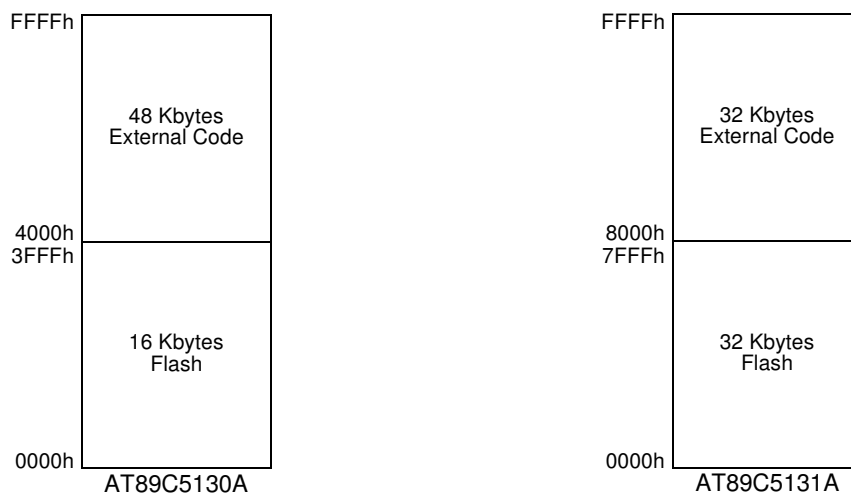 FFFFh
48 Kbytes
External Code
4000h
3FFFh
16 Kbytes
Flash
0000h
AT89C5130A
FFFFh
32 Kbytes
External Code
8000h
7FFFh
32 Kbytes
Flash
0000h
AT89C5131A